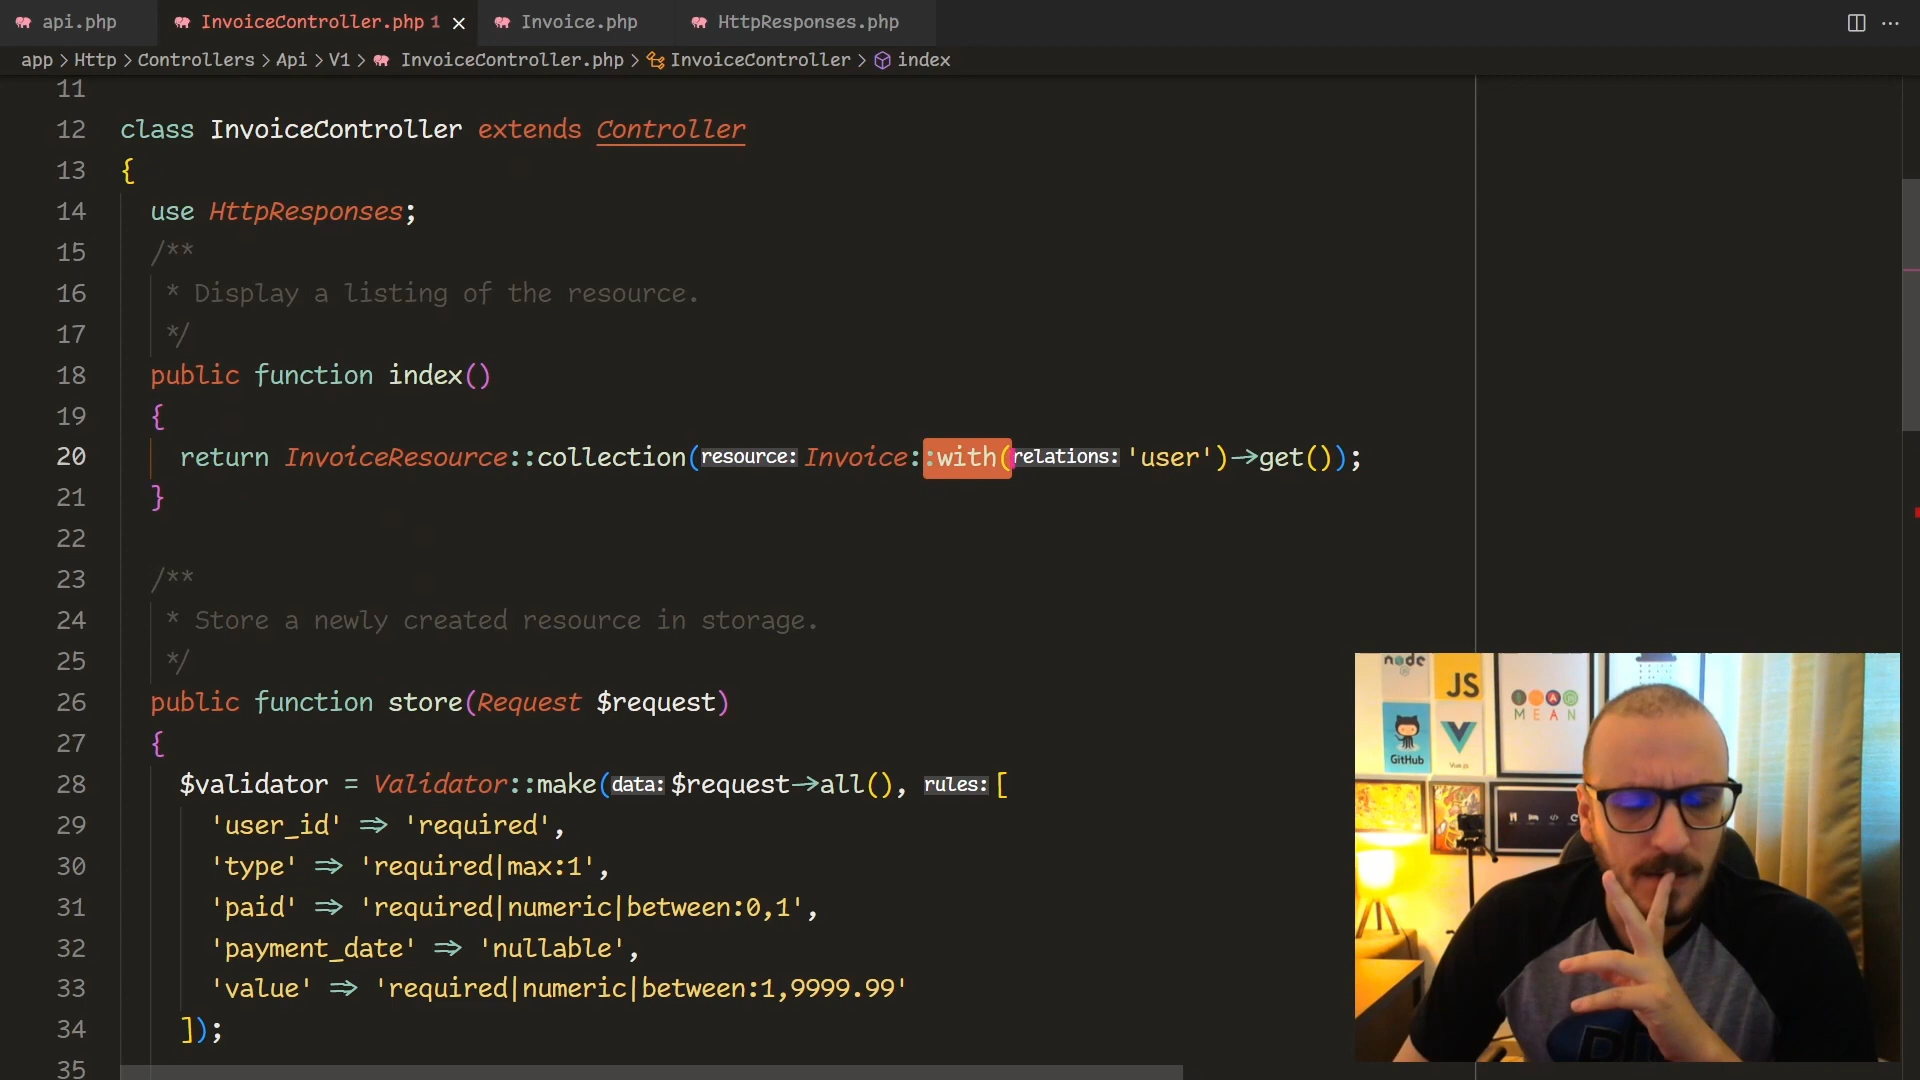 api.php InvoiceController.php 1 Invoice.php HttpResponses.php ...
app > Http > Controllers > Api > V1 > InvoiceController.php > InvoiceController > index
11
12 class InvoiceController extends Controller
13 {
14 use HttpResponses;
15 /**
16 * Display a listing of the resource.
17 */
18 public function index()
19 {
20 return InvoiceResource::collection(resource: Invoice::with(relations: 'user')->get());
21 }
22
23 /**
24 * Store a newly created resource in storage.
25 */
26 public function store(Request $request)
27 {
28 $validator = Validator::make(data: $request->all(), rules: [
29 'user_id' => 'required',
30 'type' => 'required|max:1',
31 'paid' => 'required|numeric|between:0,1',
32 'payment_date' => 'nullable',
33 'value' => 'required|numeric|between:1,9999.99'
34 ]);
35
node JS
MEAN
GitHub Vue.js